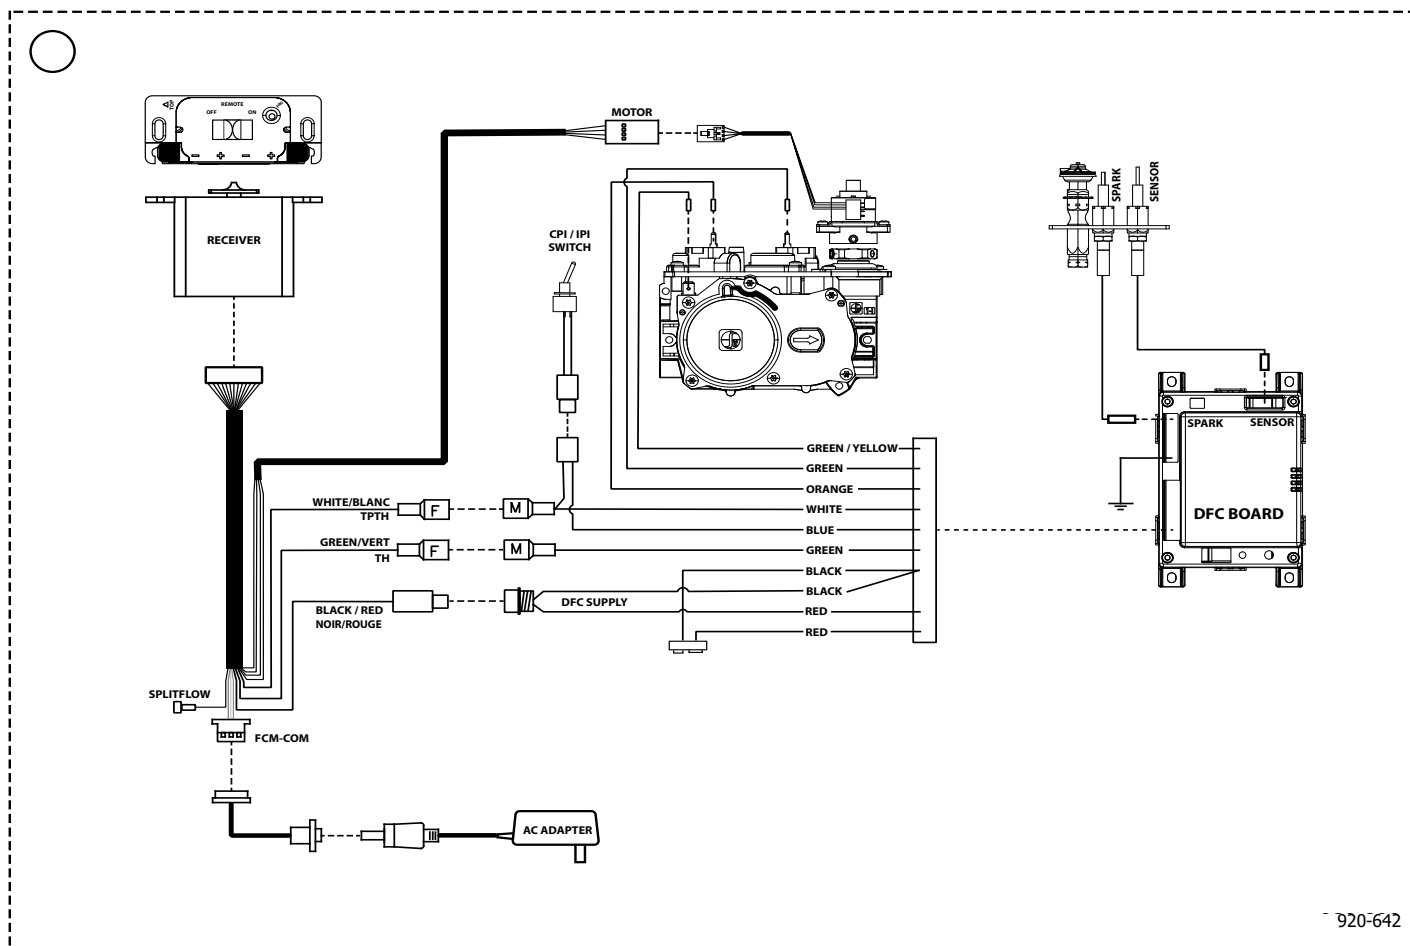 REMOTE
OFF
ON
TOP
RECEIVER
MOTOR
CPI / IPI
SWITCH
SPARK
SENSOR
SPARK
SENSOR
DFC BOARD
GREEN / YELLOW
GREEN
ORANGE
WHITE
BLUE
GREEN
BLACK
BLACK
RED
RED
WHITE/BLANC
TPTH
F
M
GREEN/VERT
TH
F
M
BLACK / RED
NOIR/ROUGE
DFC SUPPLY
SPLITFLOW
FCM-COM
AC ADAPTER
920-642